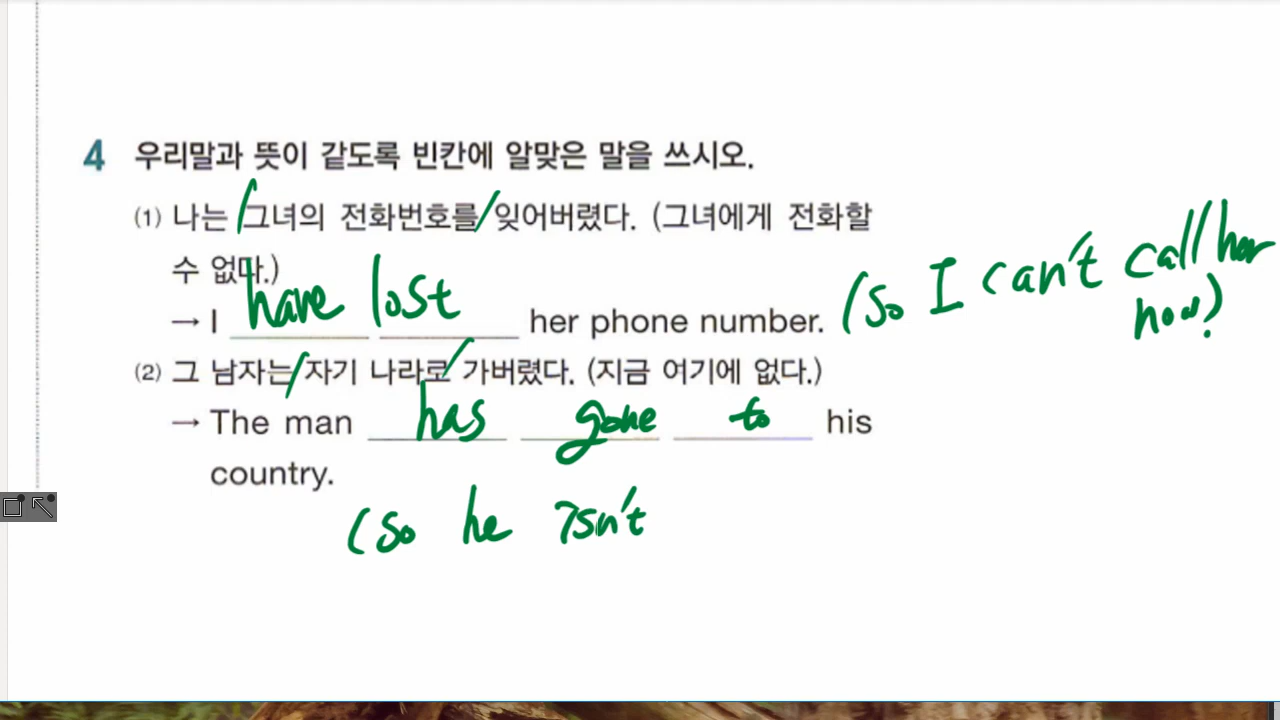 4 우리말과 뜻이 같도록 빈칸에 알맞은 말을 쓰시오.
(1) 나는 / 그녀의 전화번호를 / 잊어버렸다. (그녀에게 전화할
수 없다.)
→ I have lost her phone number. (so I can't call her
now)
(2) 그 남자는 / 자기 나라로 / 가버렸다. (지금 여기에 없다.)
→ The man has gone to his
country.
(so he isn't